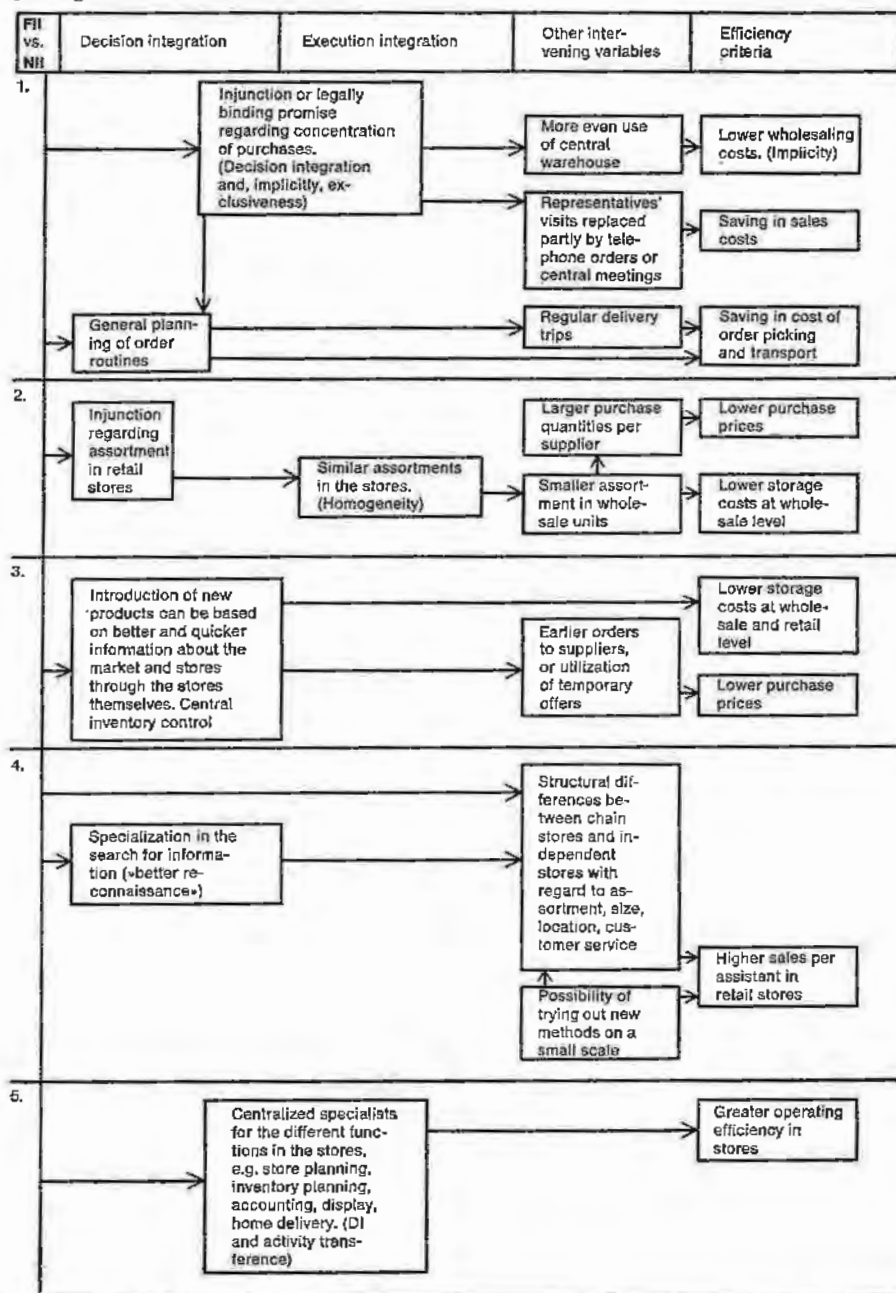 FII
vs.
NII
Decision integration
Execution integration
Other inter-
vening variables
Efficiency
criteria
1.
Injunction or legally
binding promise
regarding concentration
of purchases.
(Decision integration
and, implicitly, ex-
clusiveness)
More even use
of central
warehouse
Lower wholesaling
costs. (Implicity)
Representatives'
visits replaced
partly by tele-
phone orders or
central meetings
Saving in sales
costs
General plann-
ing of order
routines
Regular delivery
trips
Saving in cost of
order picking
and transport
2.
Injunction
regarding
assortment
in retail
stores
Similar assortments
in the stores.
(Homogeneity)
Larger purchase
quantities per
supplier
Lower purchase
prices
Smaller assort-
ment in whole-
sale units
Lower storage
costs at whole-
sale level
3.
Introduction of new
products can be based
on better and quicker
information about the
market and stores
through the stores
themselves. Central
inventory control
Lower storage
costs at whole-
sale and retail
level
Earlier orders
to suppliers,
or utilization
of temporary
offers
Lower purchase
prices
4.
Specialization in the
search for informa-
tion (»better re-
connaissance»)
Structural dif-
ferences be-
tween chain
stores and in-
dependent
stores with
regard to as-
sortment, size,
location, cus-
tomer service
Possibility of
trying out new
methods on a
small scale
Higher sales per
assistant in
retail stores
5.
Centralized specialists
for the different func-
tions in the stores,
e.g. store planning,
inventory planning,
accounting, display,
home delivery. (DI
and activity trans-
ference)
Greater operating
efficiency in
stores